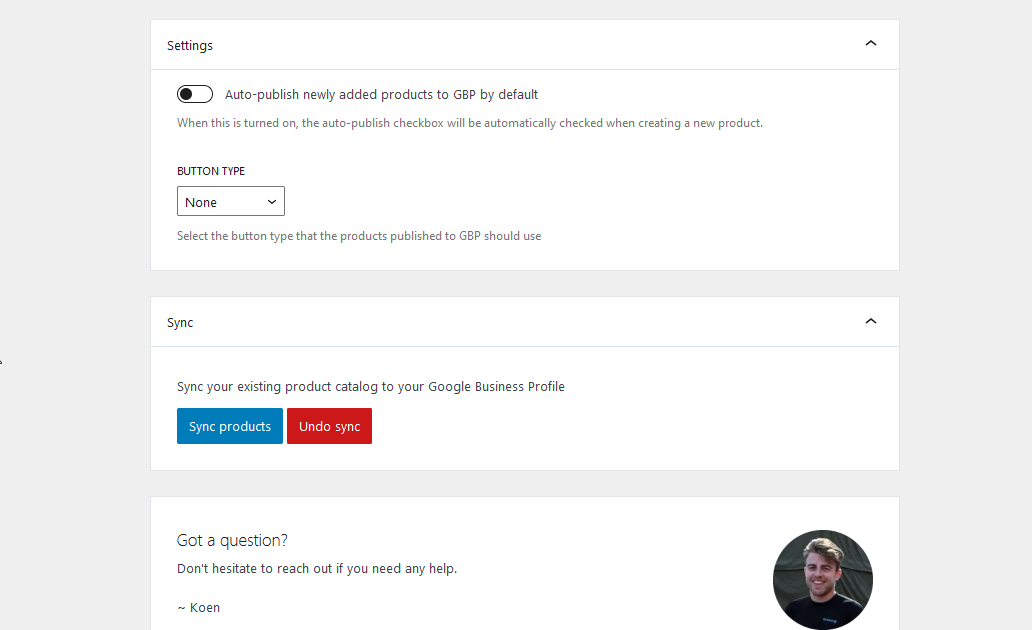 Settings
Auto-publish newly added products to GBP by default
When this is turned on, the auto-publish checkbox will be automatically checked when creating a new product.
BUTTON TYPE
None
Select the button type that the products published to GBP should use
Sync
Sync your existing product catalog to your Google Business Profile
Sync products Undo sync
Got a question?
Don't hesitate to reach out if you need any help.
~ Koen